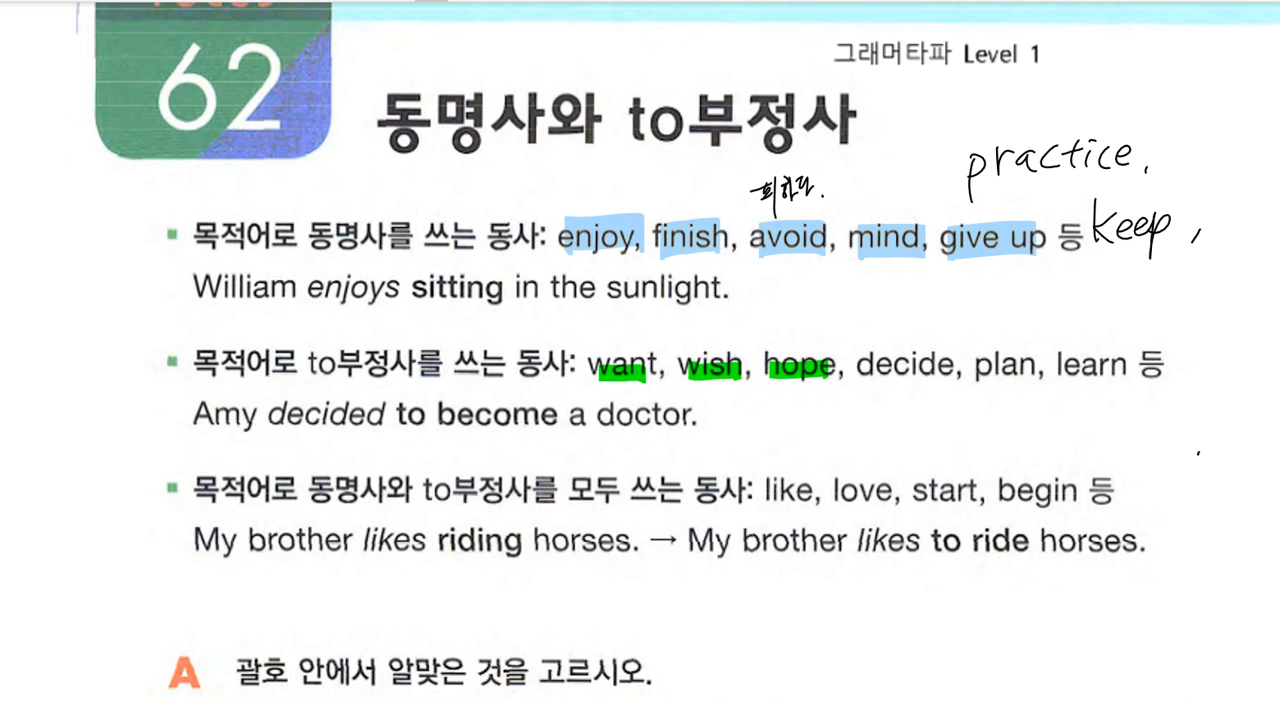 62
그래머타파 Level 1
동명사와 to부정사
practice,
피하다.
▪ 목적어로 동명사를 쓰는 동사: enjoy, finish, avoid, mind, give up 등 keep,
William enjoys sitting in the sunlight.
▪ 목적어로 to부정사를 쓰는 동사: want, wish, hope, decide, plan, learn 등
Amy decided to become a doctor.
▪ 목적어로 동명사와 to부정사를 모두 쓰는 동사: like, love, start, begin 등
My brother likes riding horses. → My brother likes to ride horses.
A 괄호 안에서 알맞은 것을 고르시오.